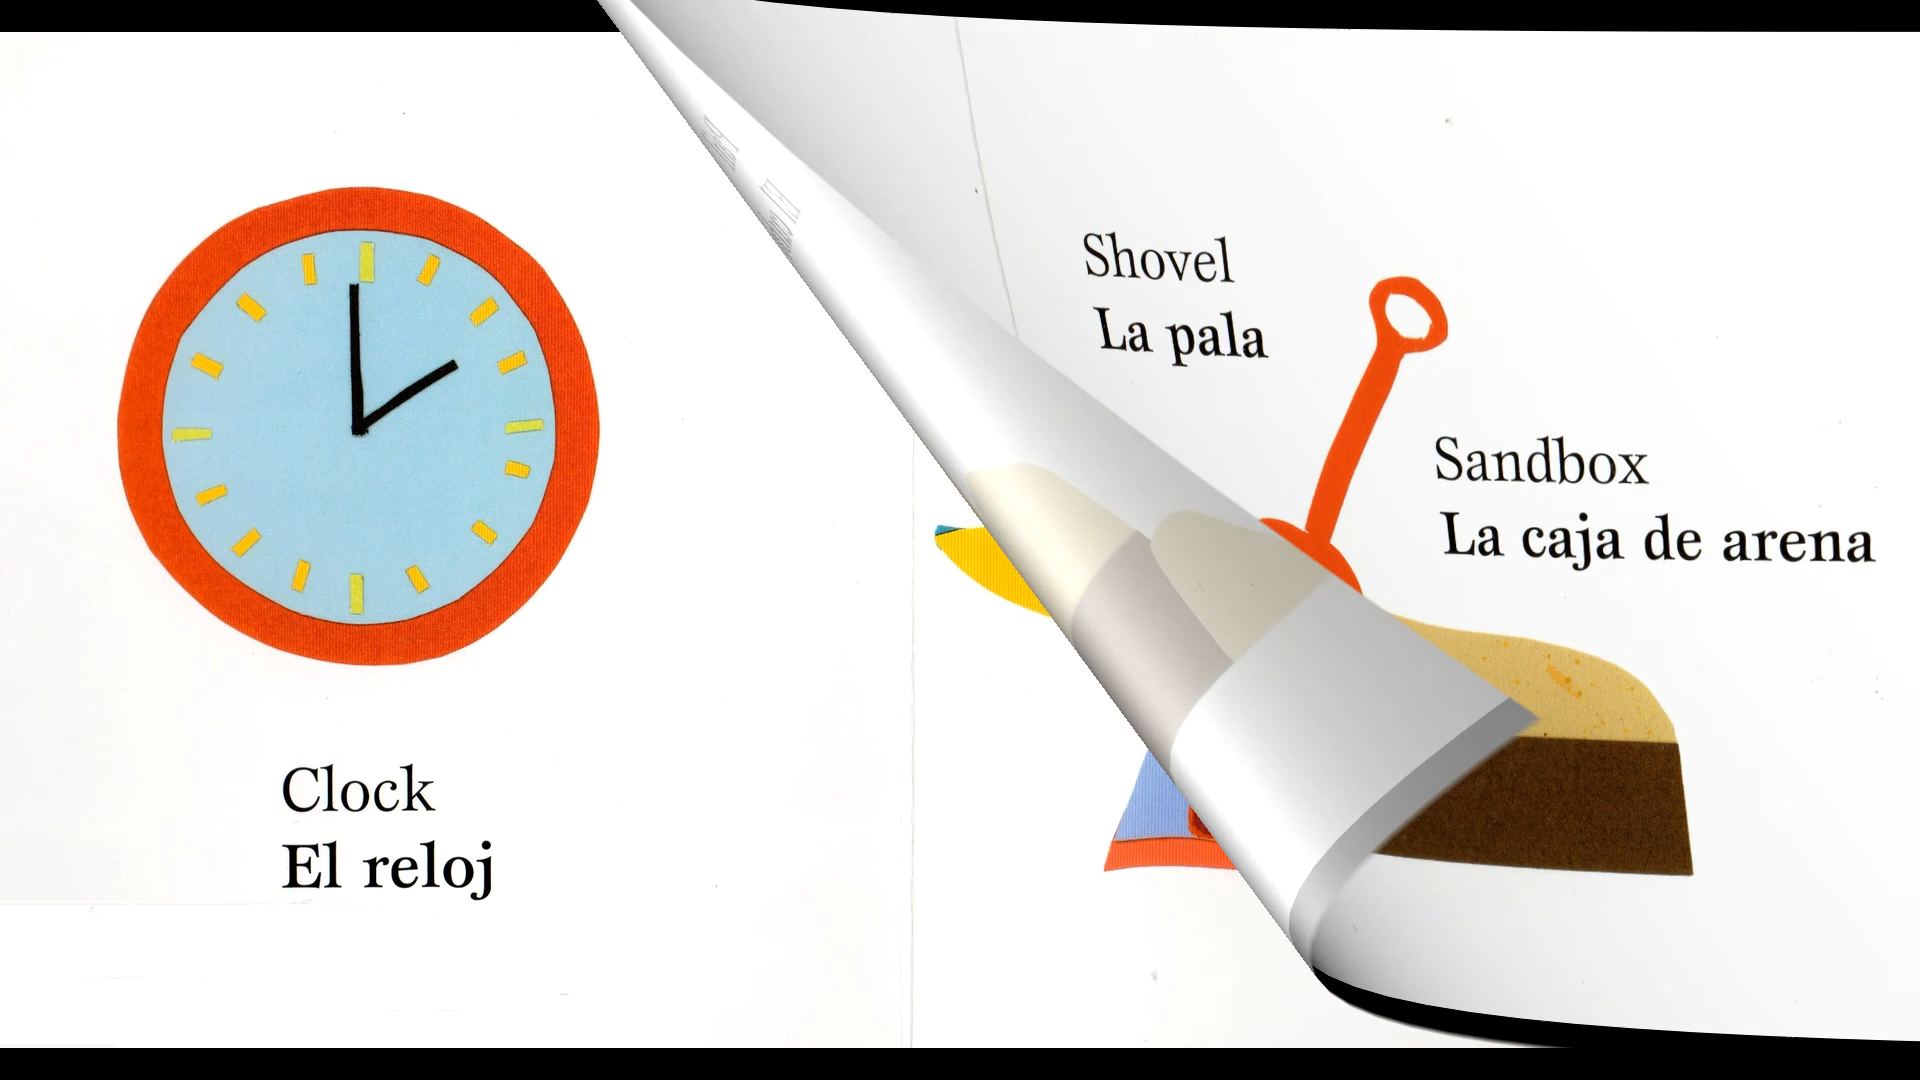 Clock
El reloj
Shovel
La pala
Sandbox
La caja de arena